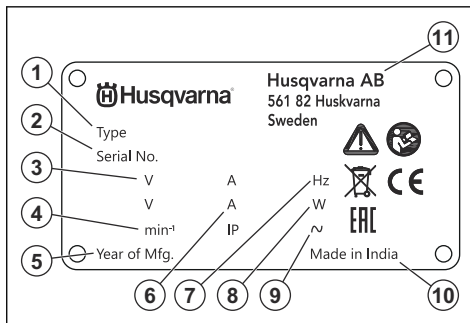 11
1
2
3
4
5
Husqvarna
Husqvarna AB
561 82 Huskvarna
Sweden
Type
Serial No.
V A Hz
V A W
min-1 IP ~
Year of Mfg. Made in India
CE
EAC
6
7
8
9
10